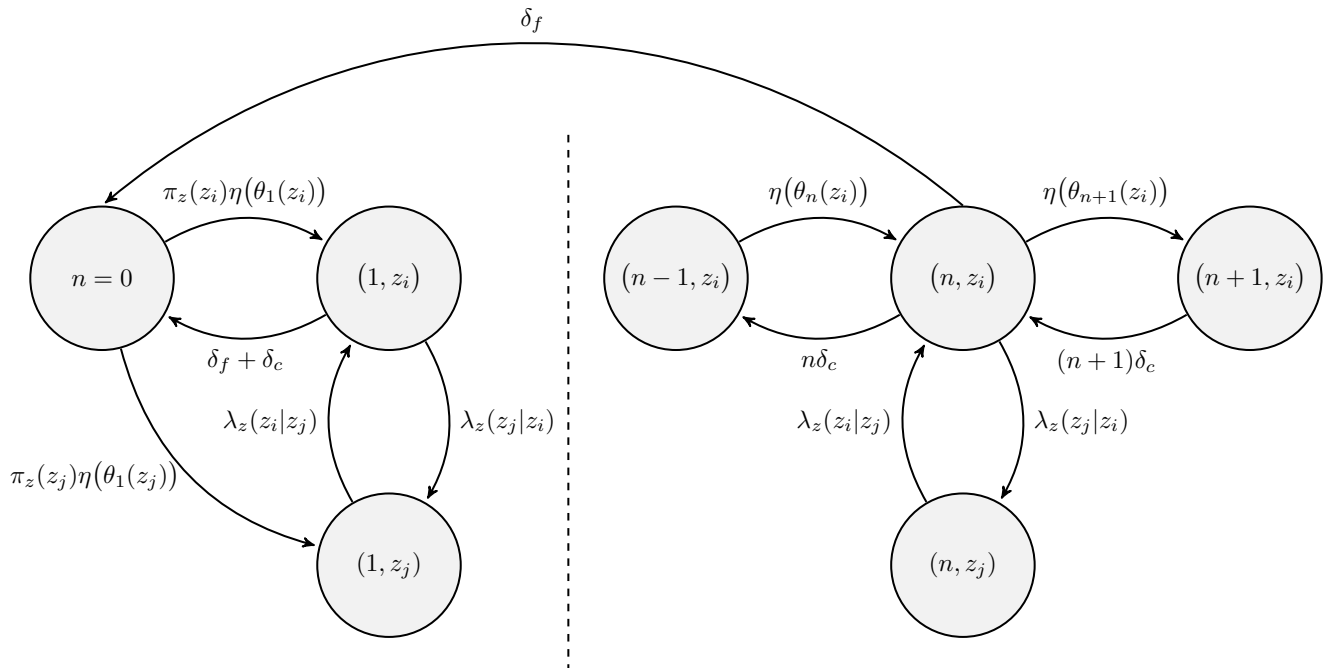 δ_f
π_z(z_i)η(θ_1(z_i))
η(θ_n(z_i))
η(θ_{n+1}(z_i))
n = 0
(1, z_i)
(n − 1, z_i)
(n, z_i)
(n + 1, z_i)
δ_f + δ_c
nδ_c
(n + 1)δ_c
λ_z(z_i|z_j)
λ_z(z_j|z_i)
λ_z(z_i|z_j)
λ_z(z_j|z_i)
π_z(z_j)η(θ_1(z_j))
(1, z_j)
(n, z_j)